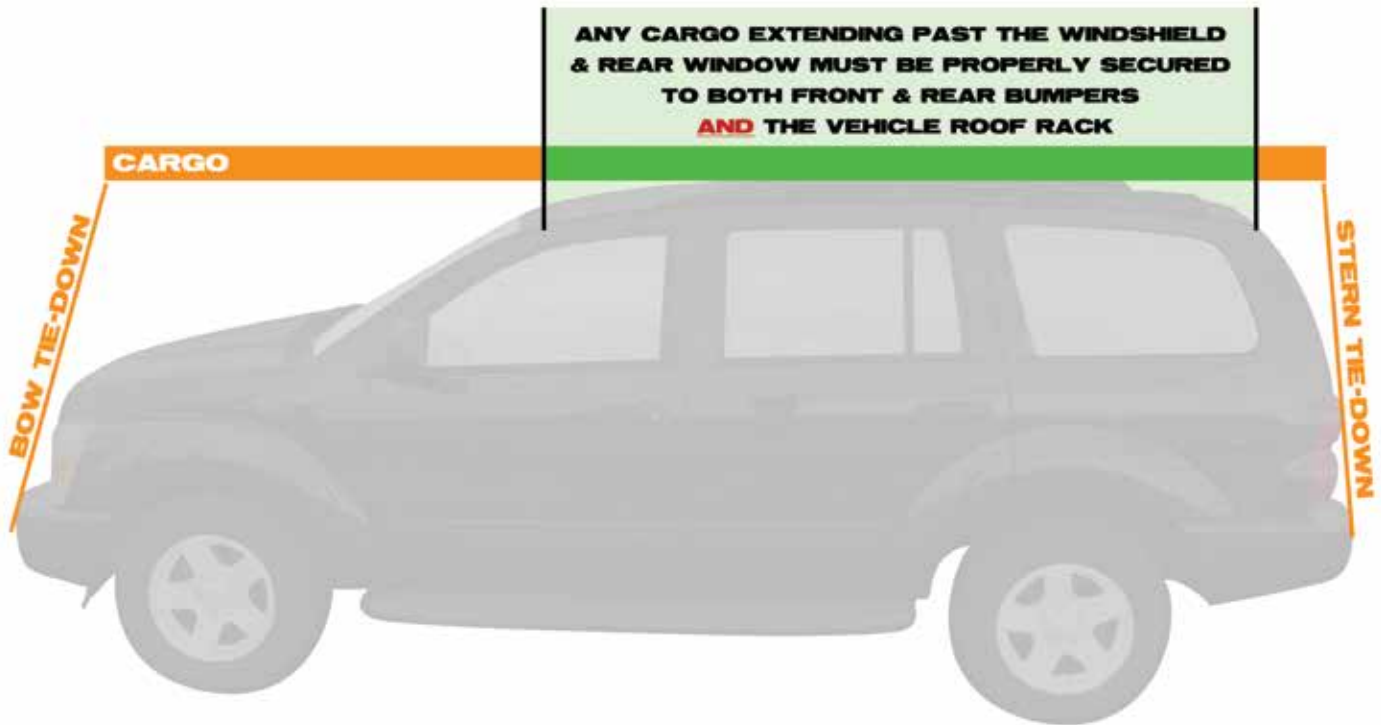 ANY CARGO EXTENDING PAST THE WINDSHIELD
& REAR WINDOW MUST BE PROPERLY SECURED
TO BOTH FRONT & REAR BUMPERS
AND THE VEHICLE ROOF RACK
CARGO
BOW TIE-DOWN
STERN TIE-DOWN